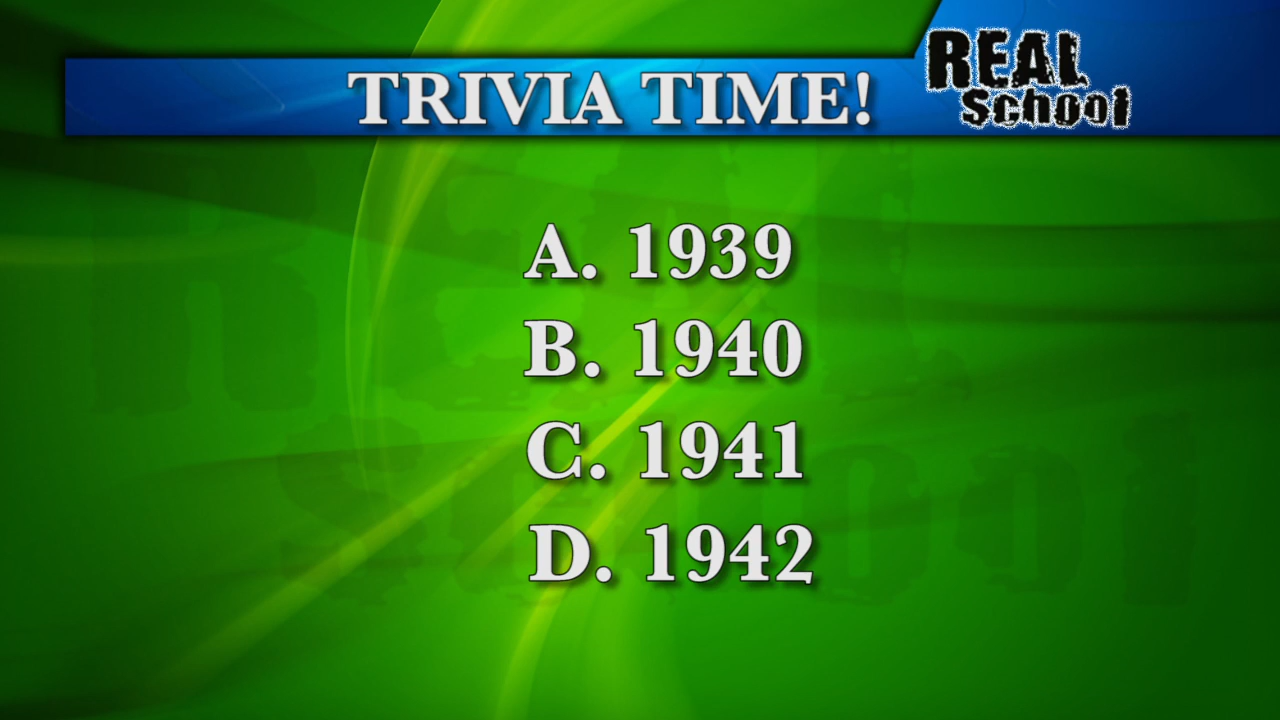 TRIVIA TIME!
REAL
School
A. 1939
B. 1940
C. 1941
D. 1942